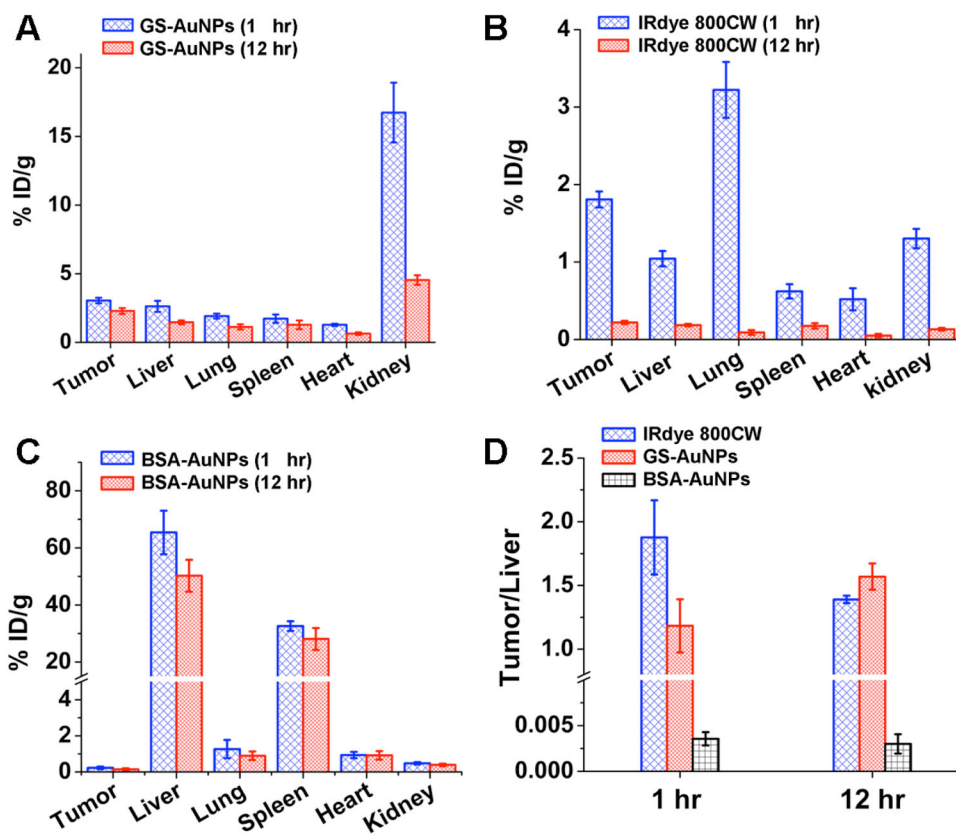 A
GS-AuNPs (1 hr)
GS-AuNPs (12 hr)
% ID/g
20
15
10
5
0
Tumor
Liver
Lung
Spleen
Heart
Kidney
B
IRdye 800CW (1 hr)
IRdye 800CW (12 hr)
% ID/g
4
3
2
1
0
Tumor
Liver
Lung
Spleen
Heart
kidney
C
BSA-AuNPs (1 hr)
BSA-AuNPs (12 hr)
% ID/g
80
60
40
20
4
2
0
Tumor
Liver
Lung
Spleen
Heart
Kidney
D
IRdye 800CW
GS-AuNPs
BSA-AuNPs
Tumor/Liver
2.5
2.0
1.5
1.0
0.005
0.000
1 hr
12 hr